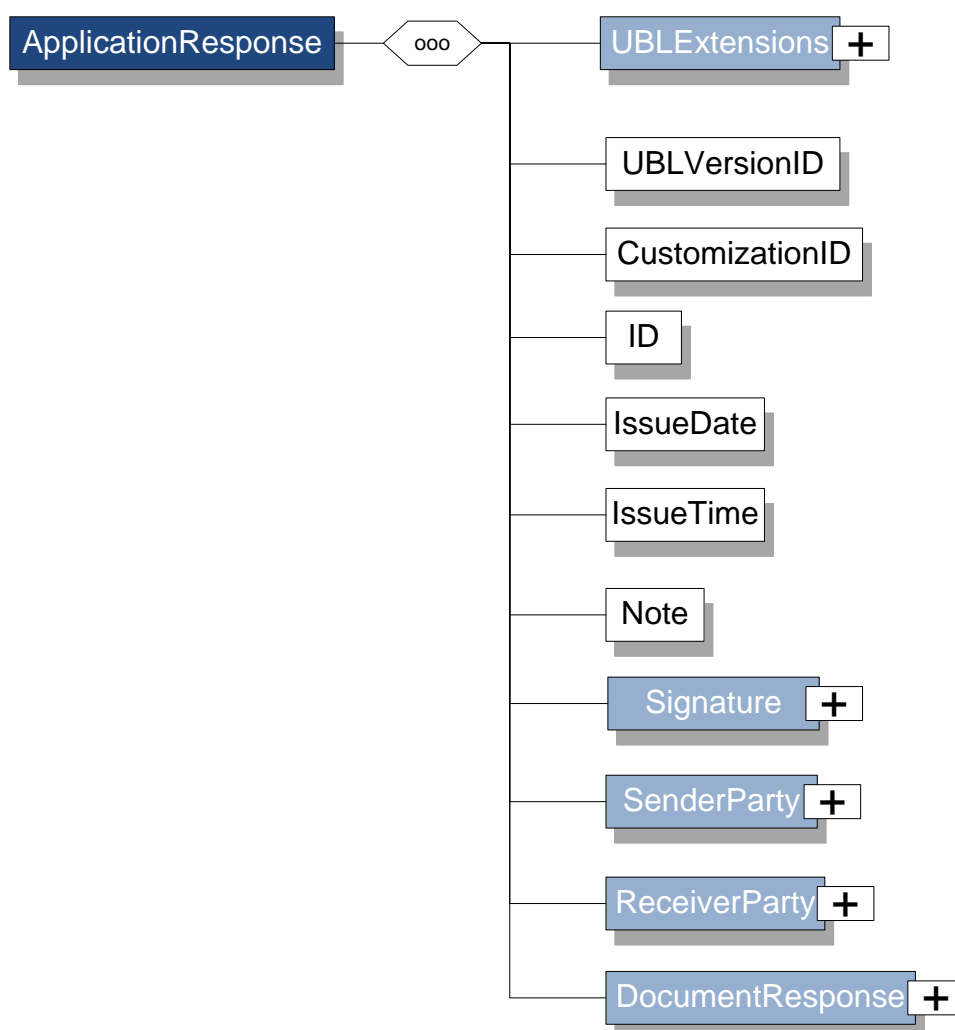 ApplicationResponse
ooo
UBLExtensions
+
UBLVersionID
CustomizationID
ID
IssueDate
IssueTime
Note
Signature
+
SenderParty
+
ReceiverParty
+
DocumentResponse
+